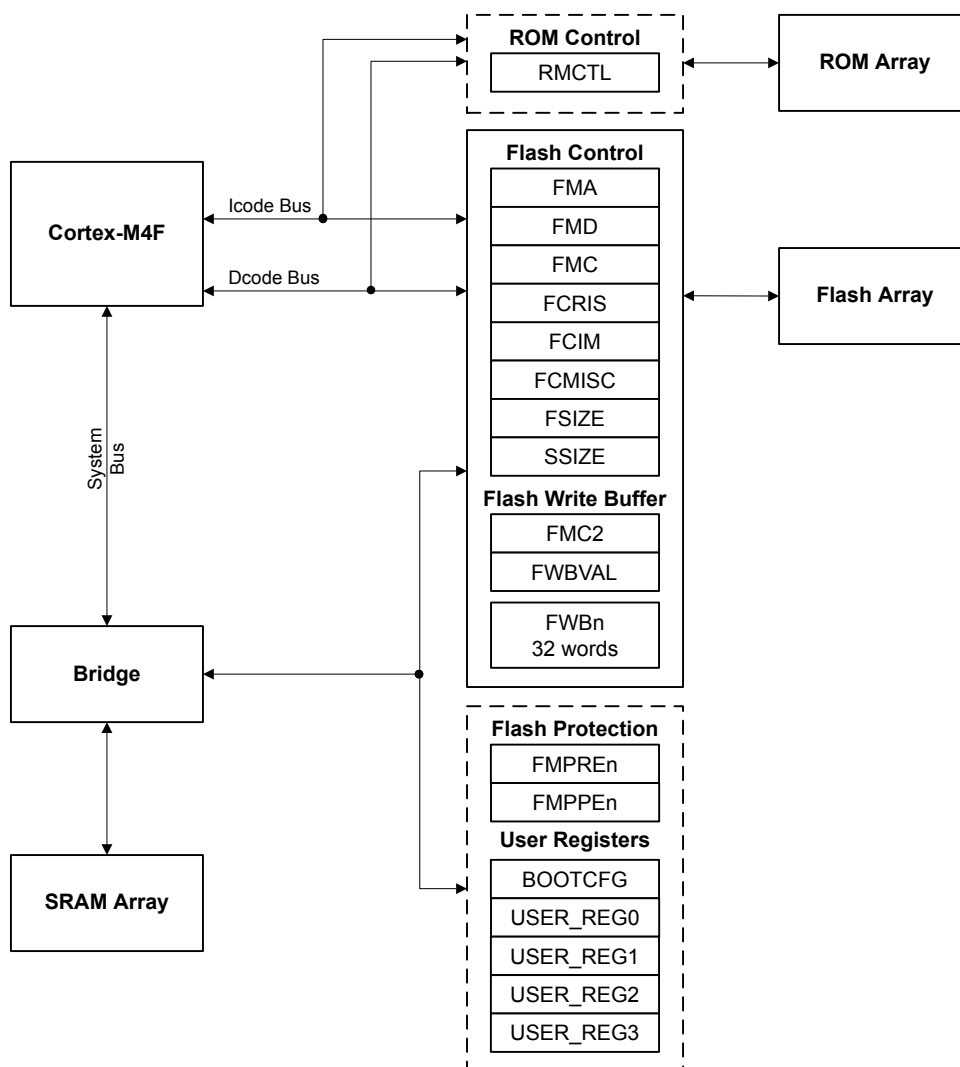 ROM Control
RMCTL
ROM Array
Flash Control
FMA
FMD
FMC
FCRIS
FCIM
FCMISC
FSIZE
SSIZE
Flash Write Buffer
FMC2
FWBVAL
FWBn
32 words
Cortex-M4F
Icode Bus
Dcode Bus
Flash Array
System
Bus
Bridge
SRAM Array
Flash Protection
FMPREn
FMPPEn
User Registers
BOOTCFG
USER_REG0
USER_REG1
USER_REG2
USER_REG3